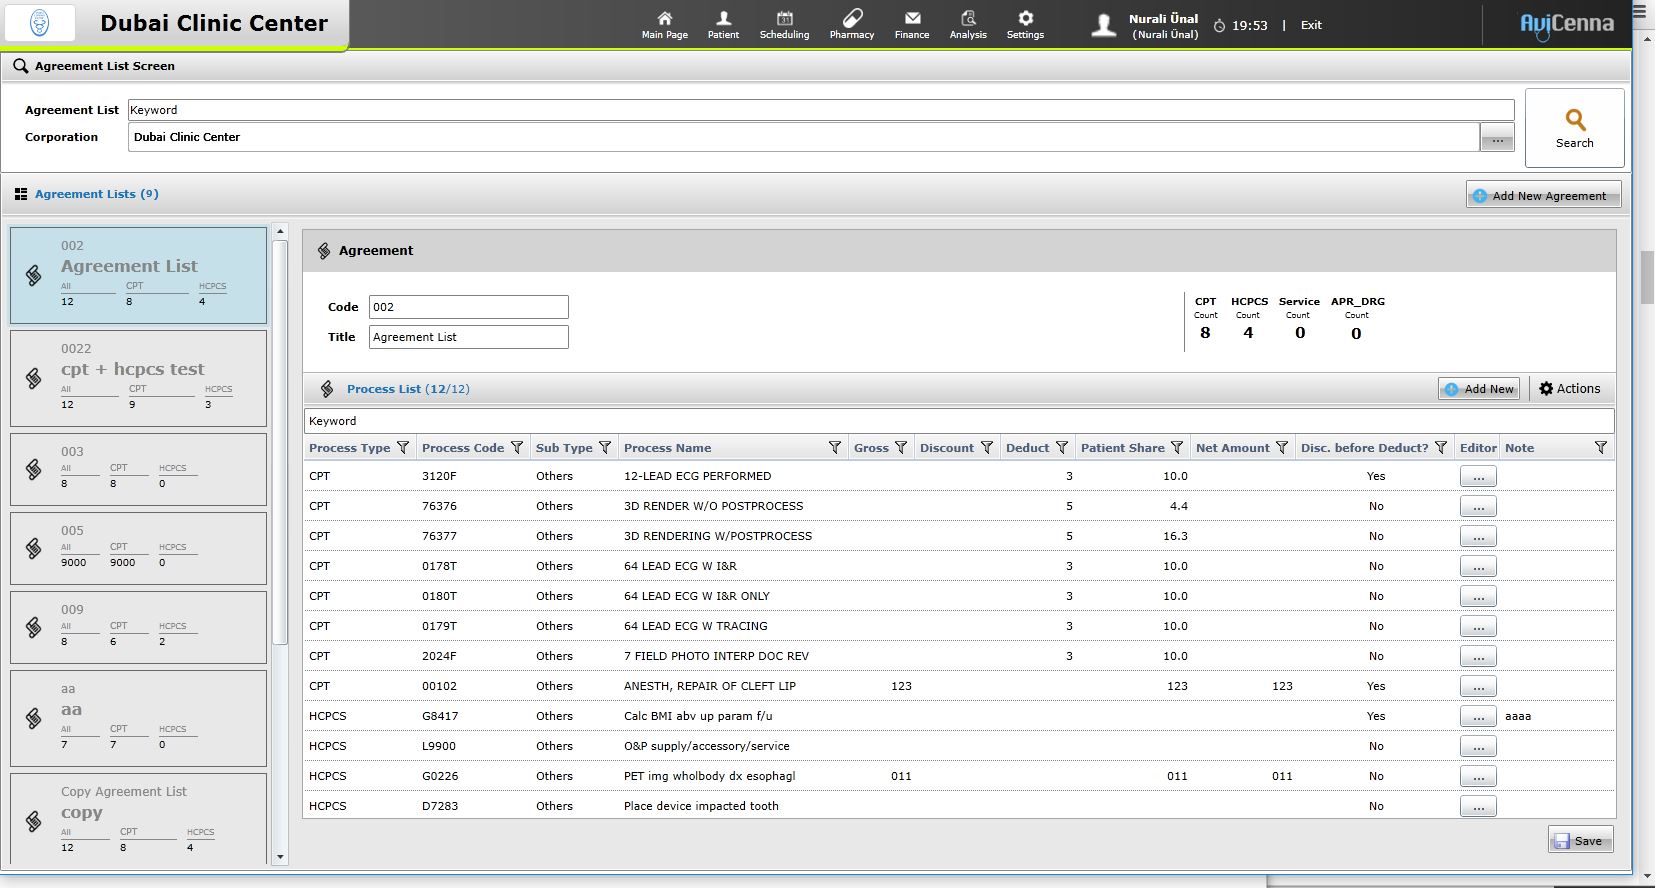 Dubai Clinic Center
Main Page Patient Scheduling Pharmacy Finance Analysis Settings
Nurali Ünal
(Nurali Ünal)
19:53 | Exit
AviCenna
Agreement List Screen
Agreement List Keyword
Corporation Dubai Clinic Center ...
Search
Agreement Lists (9)
Add New Agreement
002
Agreement List
All CPT HCPCS
12 8 4
0022
cpt + hcpcs test
All CPT HCPCS
12 9 3
003
All CPT HCPCS
8 8 0
005
All CPT HCPCS
9000 9000 0
009
All CPT HCPCS
8 6 2
aa
aa
All CPT HCPCS
7 7 0
Copy Agreement List
copy
All CPT HCPCS
12 8 4
Agreement
Code 002
Title Agreement List
CPT HCPCS Service APR_DRG
Count Count Count Count
8 4 0 0
Process List (12/12)
Add New
Actions
Keyword
Process Type Process Code Sub Type Process Name Gross Discount Deduct Patient Share Net Amount Disc. before Deduct? Editor Note
CPT 3120F Others 12-LEAD ECG PERFORMED 3 10.0 Yes ...
CPT 76376 Others 3D RENDER W/O POSTPROCESS 5 4.4 No ...
CPT 76377 Others 3D RENDERING W/POSTPROCESS 5 16.3 No ...
CPT 0178T Others 64 LEAD ECG W I&R 3 10.0 No ...
CPT 0180T Others 64 LEAD ECG W I&R ONLY 3 10.0 No ...
CPT 0179T Others 64 LEAD ECG W TRACING 3 10.0 No ...
CPT 2024F Others 7 FIELD PHOTO INTERP DOC REV 3 10.0 No ...
CPT 00102 Others ANESTH, REPAIR OF CLEFT LIP 123 123 123 Yes ...
HCPCS G8417 Others Calc BMI abv up param f/u Yes ... aaaa
HCPCS L9900 Others O&P supply/accessory/service No ...
HCPCS G0226 Others PET img wholbody dx esophagl 011 011 011 No ...
HCPCS D7283 Others Place device impacted tooth No ...
Save